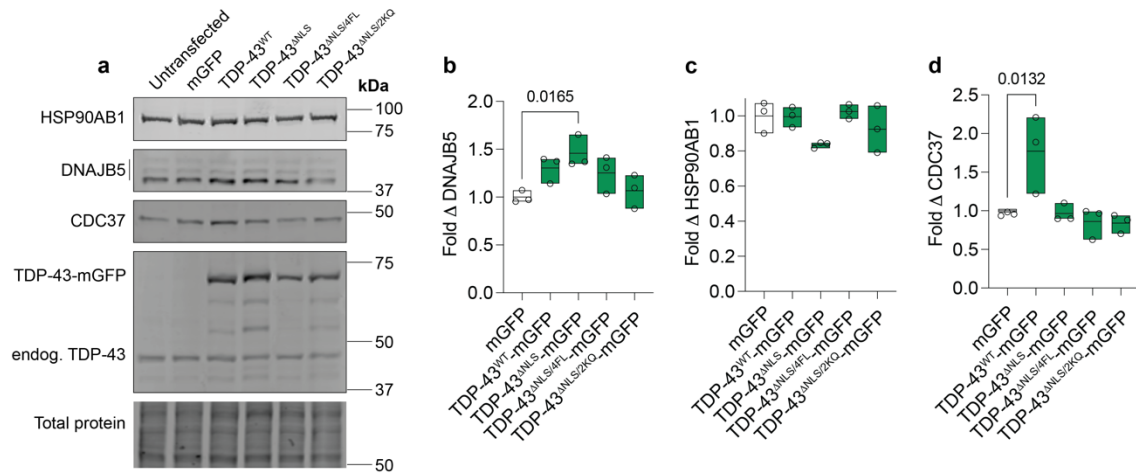 a
Untransfected
mGFP
TDP-43WT
TDP-43ΔNLS
TDP-43ΔNLS/4FL
TDP-43ΔNLS/2KQ
kDa
HSP90AB1
100
75
DNAJB5
37
CDC37
50
TDP-43-mGFP
75
endog. TDP-43
50
37
Total protein
50
b
0.0165
Fold Δ DNAJB5
2.0
1.5
1.0
0.5
0.0
mGFP
TDP-43WT-mGFP
TDP-43ΔNLS-mGFP
TDP-43ΔNLS/4FL-mGFP
TDP-43ΔNLS/2KQ-mGFP
c
Fold Δ HSP90AB1
1.0
0.8
0.6
0.4
0.2
0.0
mGFP
TDP-43WT-mGFP
TDP-43ΔNLS-mGFP
TDP-43ΔNLS/4FL-mGFP
TDP-43ΔNLS/2KQ-mGFP
d
0.0132
Fold Δ CDC37
2.5
2.0
1.5
1.0
0.5
0.0
mGFP
TDP-43WT-mGFP
TDP-43ΔNLS-mGFP
TDP-43ΔNLS/4FL-mGFP
TDP-43ΔNLS/2KQ-mGFP